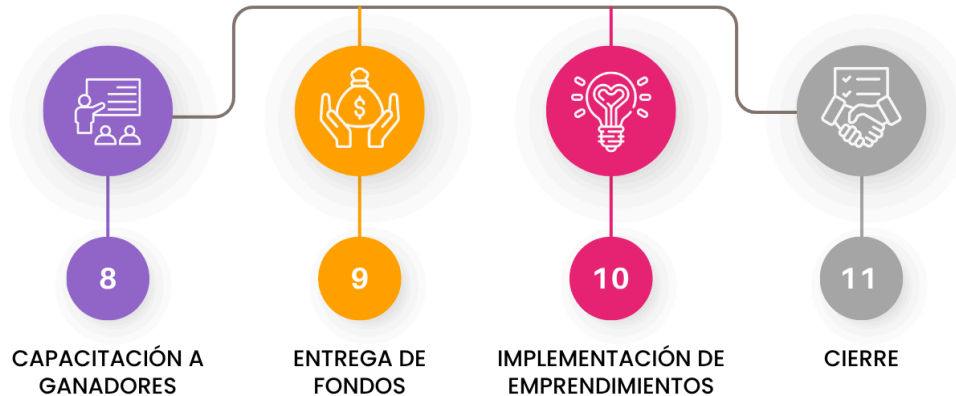 $
8
9
10
11
CAPACITACIÓN A
GANADORES
ENTREGA DE
FONDOS
IMPLEMENTACIÓN DE
EMPRENDIMIENTOS
CIERRE